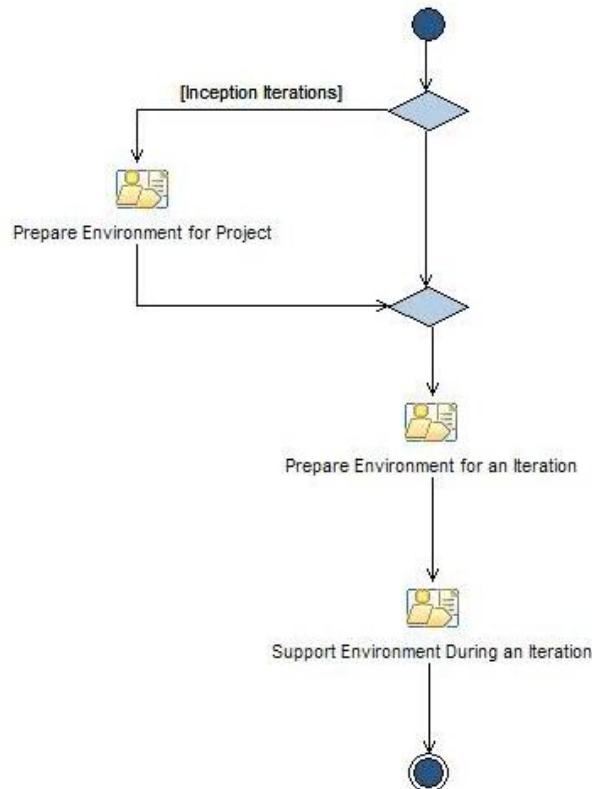 [Inception Iterations]
Prepare Environment for Project
Prepare Environment for an Iteration
Support Environment During an Iteration